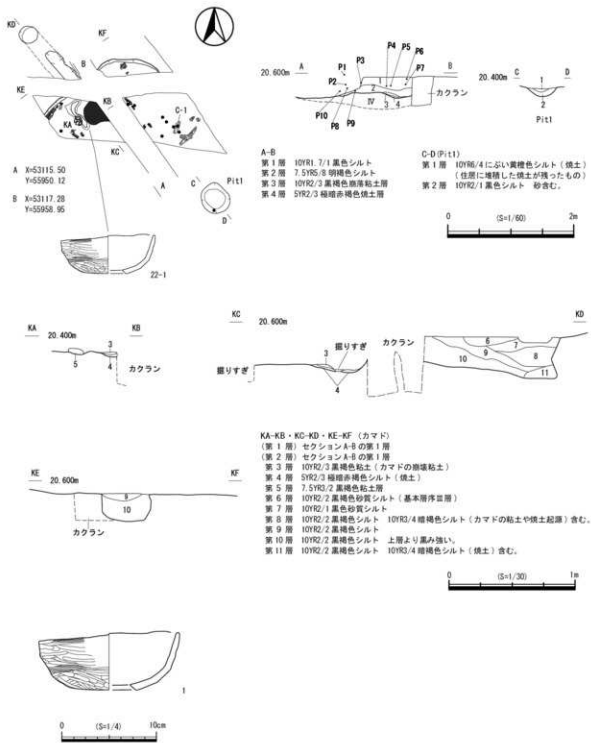 KD
KF
B
KE
KB
KA
C-1
KC
A X=53115.50
Y=55950.12
B X=53117.28
Y=55958.95
A
C
Pit1
D
22-1
A
B
20.600m
P1
P2
P3
P4
P5
P6
P7
P8
P9
P10
1
2
3
4
Ⅳ
カクラン
C
D
20.400m
1
2
Pit1
A-B
第1層 10YR1.7/1黒色シルト
第2層 7.5YR5/8明褐色シルト
第3層 10YR2/3黒褐色崩落粘土層
第4層 5YR2/3極暗赤褐色焼土層
C-D(Pit1)
第1層 10YR6/4にぶい黄橙色シルト(焼土)
(住居に堆積した焼土が残ったもの)
第2層 10YR2/1黒色シルト 砂含む。
0 (S=1/60) 2m
KA
KB
20.400m
3
5
4
カクラン
KC
KD
20.600m
掘りすぎ
掘りすぎ
カクラン
3
4
6
7
9
8
10
11
KE
KF
20.600m
9
10
カクラン
KA-KB・KC-KD・KE-KF(カマド)
(第1層)セクションA-Bの第1層
(第2層)セクションA-Bの第1層
第3層 10YR2/3黒褐色粘土(カマドの崩壊粘土)
第4層 5YR2/3極暗赤褐色シルト(焼土)
第5層 7.5YR3/2黒褐色粘土層
第6層 10YR2/2黒褐色砂質シルト(基本層序Ⅲ層)
第7層 10YR2/1黒色砂質シルト
第8層 10YR2/2黒褐色シルト 10YR3/4暗褐色シルト(カマドの粘土や焼土起源)含む。
第9層 10YR2/2黒褐色シルト
第10層 10YR2/2黒褐色シルト 上層より黒み強い。
第11層 10YR2/2黒褐色シルト 10YR3/4暗褐色シルト(焼土)含む。
0 (S=1/30) 1m
1
0 (S=1/4) 10cm